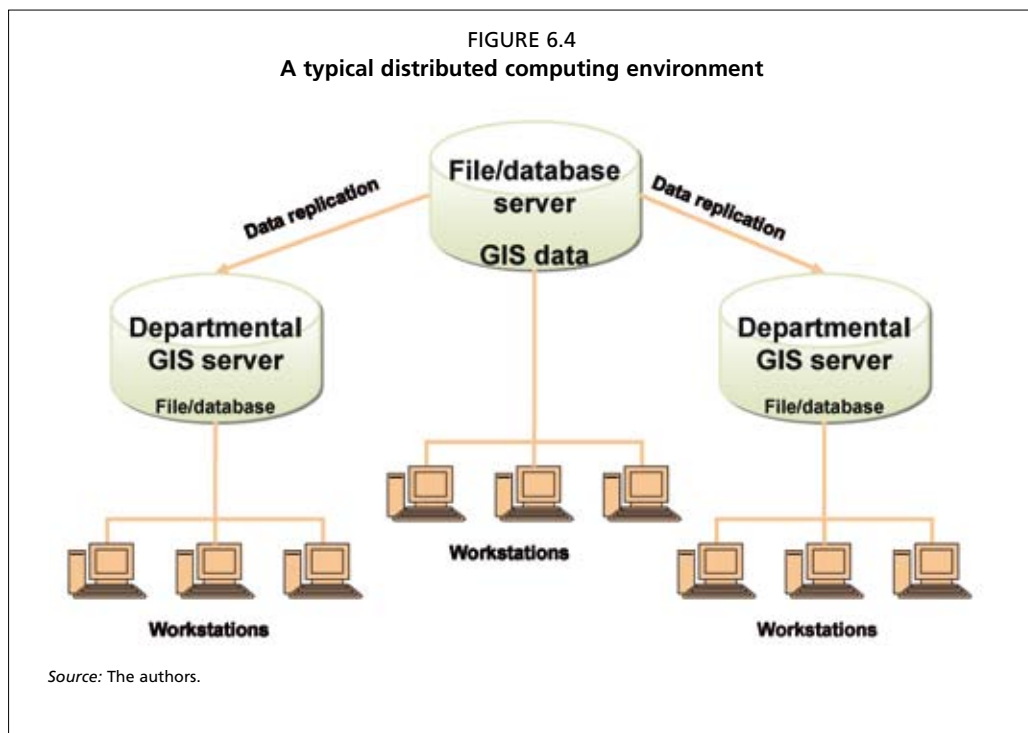 FIGURE 6.4
A typical distributed computing environment
File/database
server
GIS data
Data replication
Data replication
Departmental
GIS server
File/database
Departmental
GIS server
File/database
Workstations
Workstations
Workstations
Source: The authors.